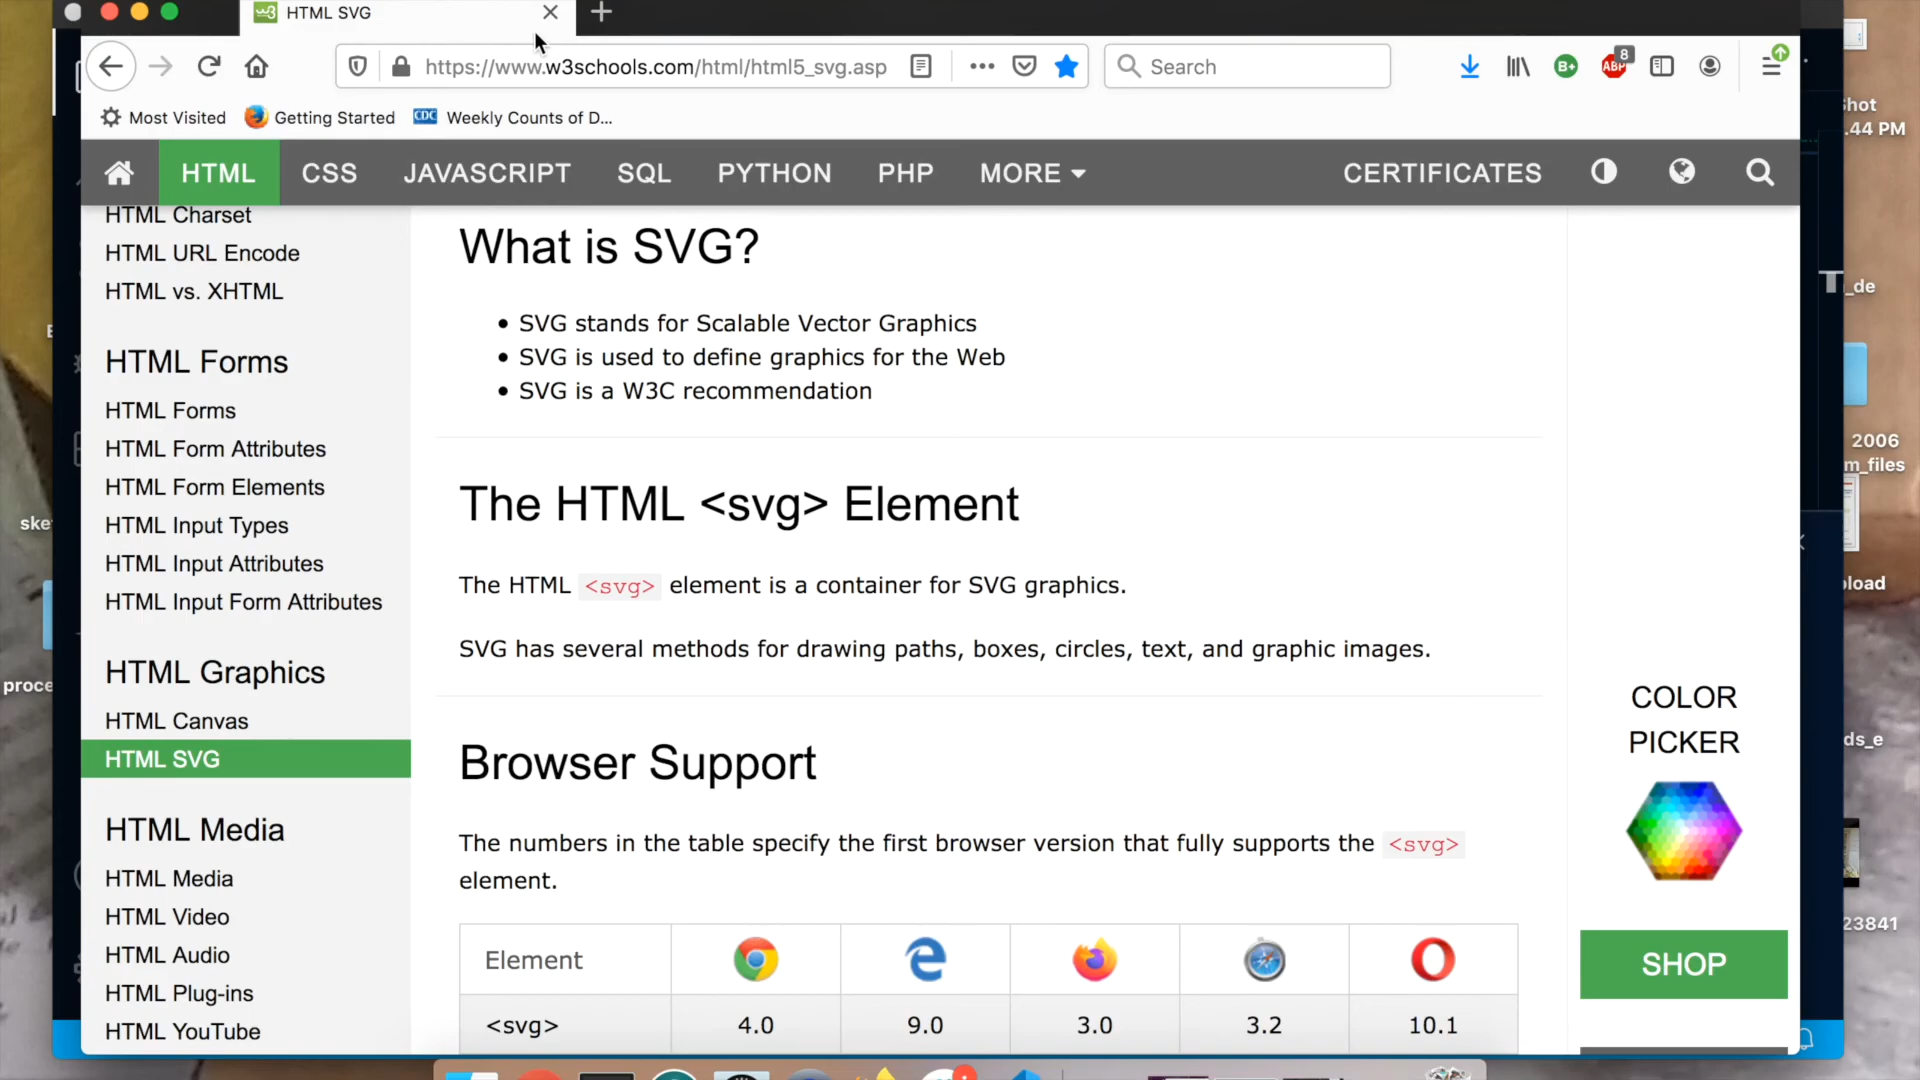 HTML SVG
https://www.w3schools.com/html/html5_svg.asp
Search
ABP
8
B+
Most Visited
Getting Started
CDC
Weekly Counts of D...
HTML
CSS
JAVASCRIPT
SQL
PYTHON
PHP
MORE
CERTIFICATES
HTML Charset
HTML URL Encode
HTML vs. XHTML
HTML Forms
HTML Forms
HTML Form Attributes
HTML Form Elements
HTML Input Types
HTML Input Attributes
HTML Input Form Attributes
HTML Graphics
HTML Canvas
HTML SVG
HTML Media
HTML Media
HTML Video
HTML Audio
HTML Plug-ins
HTML YouTube
What is SVG?
SVG stands for Scalable Vector Graphics
SVG is used to define graphics for the Web
SVG is a W3C recommendation
The HTML <svg> Element
The HTML <svg> element is a container for SVG graphics.
SVG has several methods for drawing paths, boxes, circles, text, and graphic images.
Browser Support
The numbers in the table specify the first browser version that fully supports the <svg>
element.
Element
<svg> 4.0 9.0 3.0 3.2 10.1
COLOR
PICKER
SHOP
.44 PM
_de
2006
m_files
ds_e
23841
ske
proce